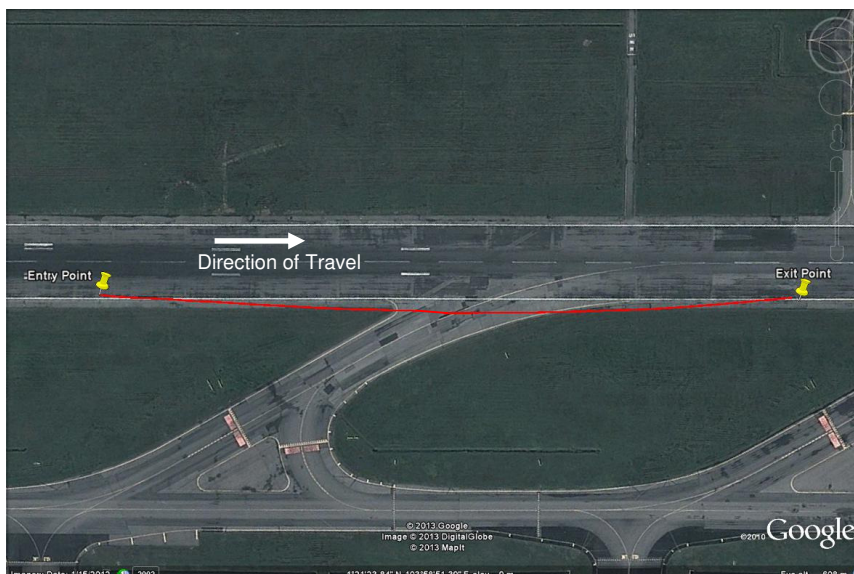 Direction of Travel
Entry Point
Exit Point
© 2013 Google
Image © 2013 DigitalGlobe
© 2013 MapIt
©2010 Google